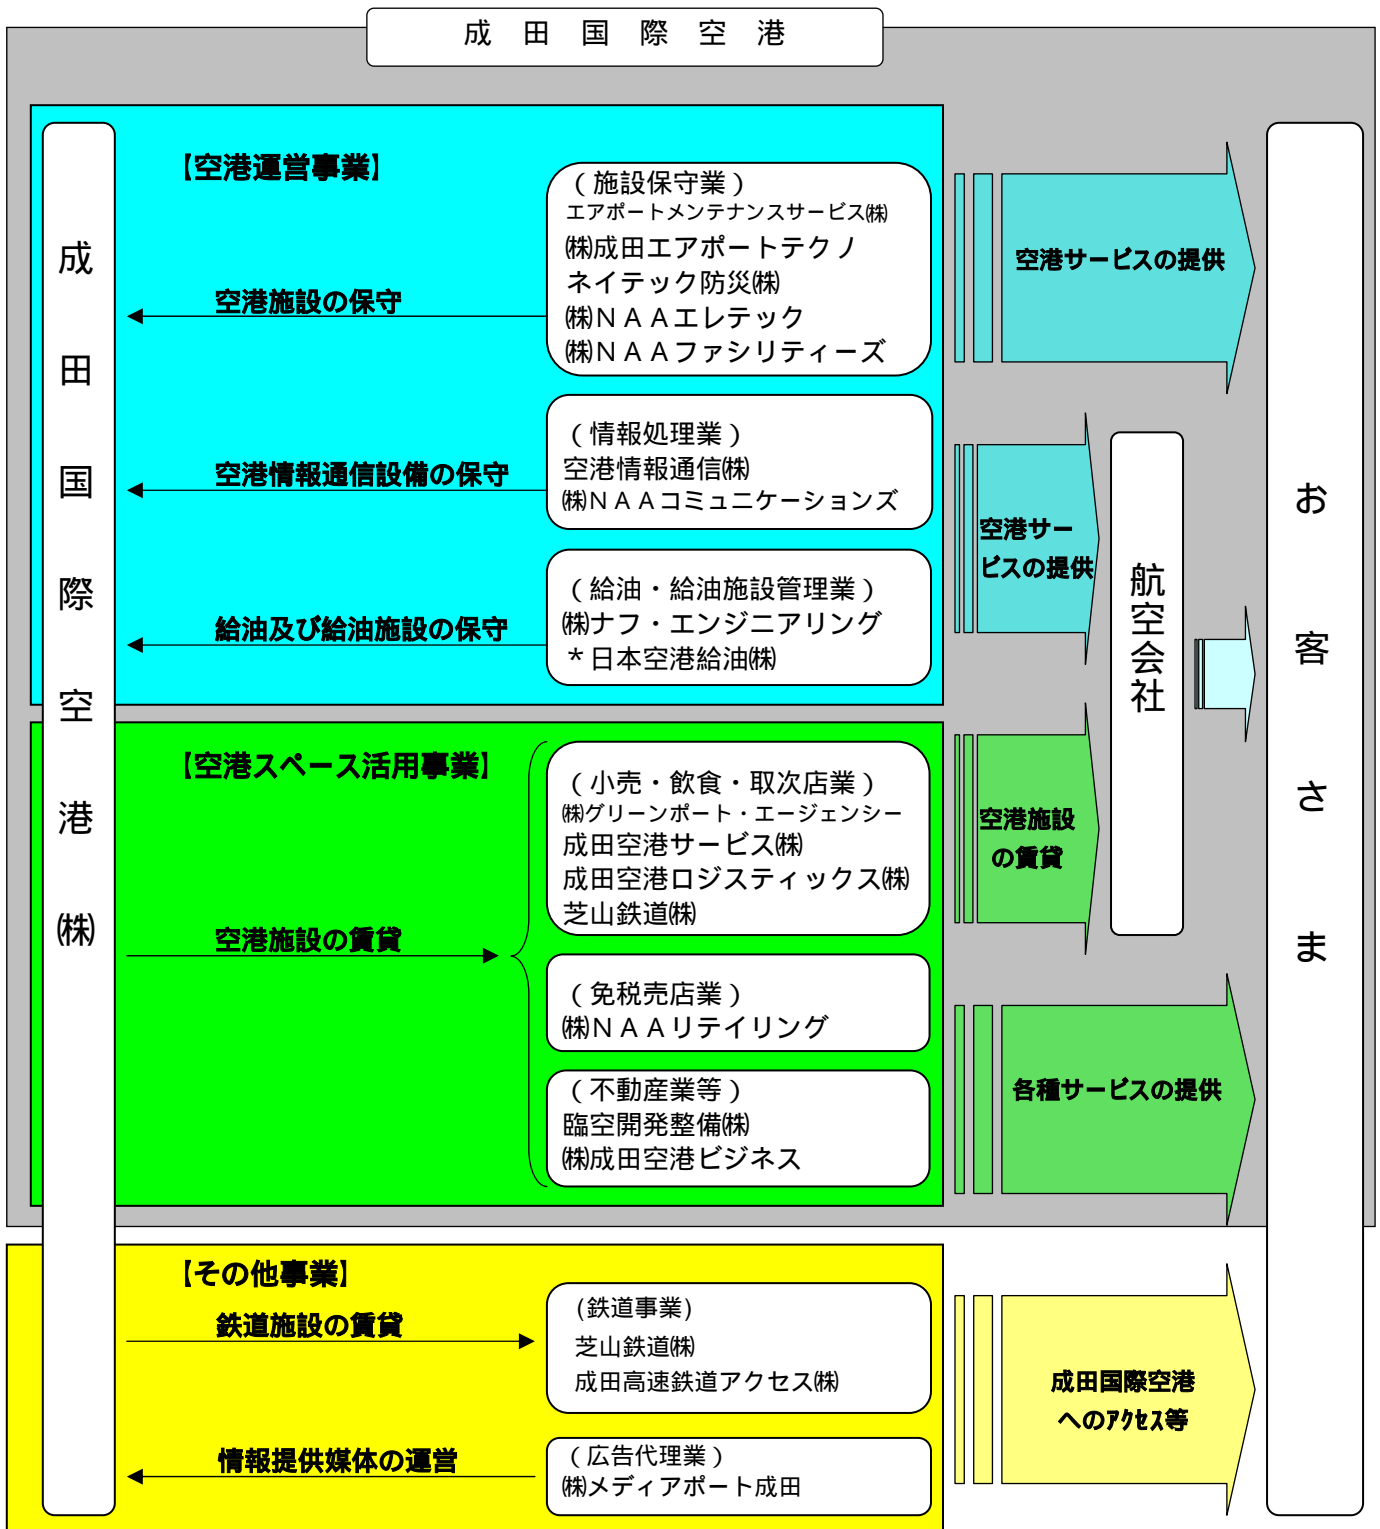 成田国際空港
成田国際空港㈱
【空港運営事業】
（施設保守業）
エアポートメンテナンスサービス㈱
㈱成田エアポートテクノ
ネイテック防災㈱
㈱ＮＡＡエレテック
㈱ＮＡＡファシリティーズ
空港施設の保守
（情報処理業）
空港情報通信㈱
㈱ＮＡＡコミュニケーションズ
空港情報通信設備の保守
（給油・給油施設管理業）
㈱ナフ・エンジニアリング
＊日本空港給油㈱
給油及び給油施設の保守
空港サービスの提供
空港サー
ビスの提供
航空会社
お客さま
【空港スペース活用事業】
（小売・飲食・取次店業）
㈱グリーンポート・エージェンシー
成田空港サービス㈱
成田空港ロジスティックス㈱
芝山鉄道㈱
空港施設の賃貸
（免税売店業）
㈱ＮＡＡリテイリング
（不動産業等）
臨空開発整備㈱
㈱成田空港ビジネス
空港施設
の賃貸
各種サービスの提供
【その他事業】
鉄道施設の賃貸
(鉄道事業)
芝山鉄道㈱
成田高速鉄道アクセス㈱
情報提供媒体の運営
（広告代理業）
㈱メディアポート成田
成田国際空港
へのｱｸｾｽ等